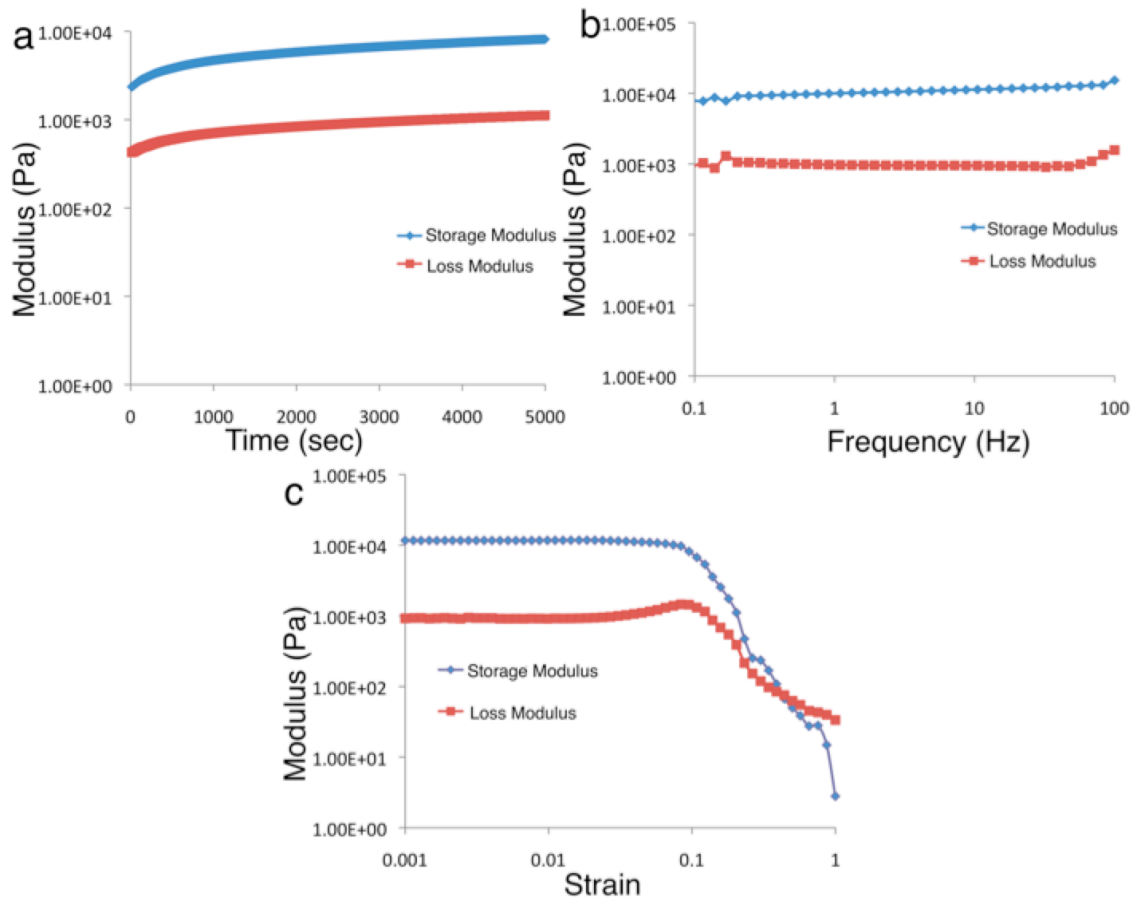 a
1.00E+04
1.00E+03
1.00E+02
1.00E+01
1.00E+00
Modulus (Pa)
Storage Modulus
Loss Modulus
0 1000 2000 3000 4000 5000
Time (sec)
b
1.00E+05
1.00E+04
1.00E+03
1.00E+02
1.00E+01
1.00E+00
Modulus (Pa)
Storage Modulus
Loss Modulus
0.1 1 10 100
Frequency (Hz)
c
1.00E+05
1.00E+04
1.00E+03
1.00E+02
1.00E+01
1.00E+00
Modulus (Pa)
Storage Modulus
Loss Modulus
0.001 0.01 0.1 1
Strain